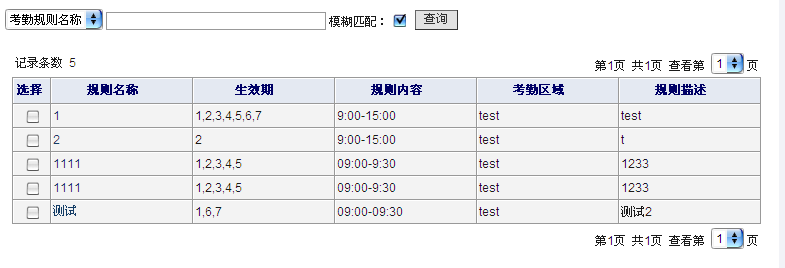 考勤规则名称 模糊匹配： 查询
记录条数 5 第1页 共1页 查看第 1 页
选择 规则名称 生效期 规则内容 考勤区域 规则描述
1 1,2,3,4,5,6,7 9:00-15:00 test test
2 2 9:00-15:00 test t
1111 1,2,3,4,5 09:00-9:30 test 1233
1111 1,2,3,4,5 09:00-9:30 test 1233
测试 1,6,7 09:00-09:30 test 测试2
第1页 共1页 查看第 1 页